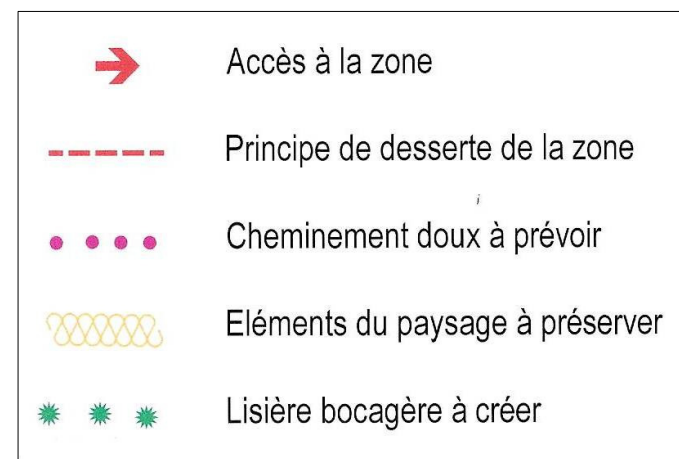 Accès à la zone
Principe de desserte de la zone
Cheminement doux à prévoir
Eléments du paysage à préserver
Lisière bocagère à créer